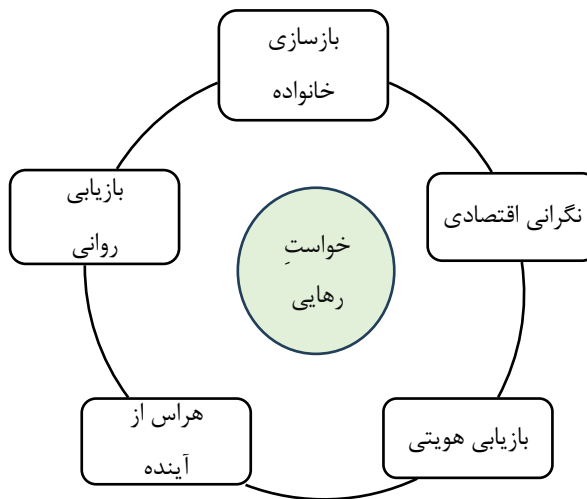 بازسازی
خانواده
نگرانی اقتصادی
بازیابی
روانی
خواستِ
رهایی
هراس از
آینده
بازیابی هویتی